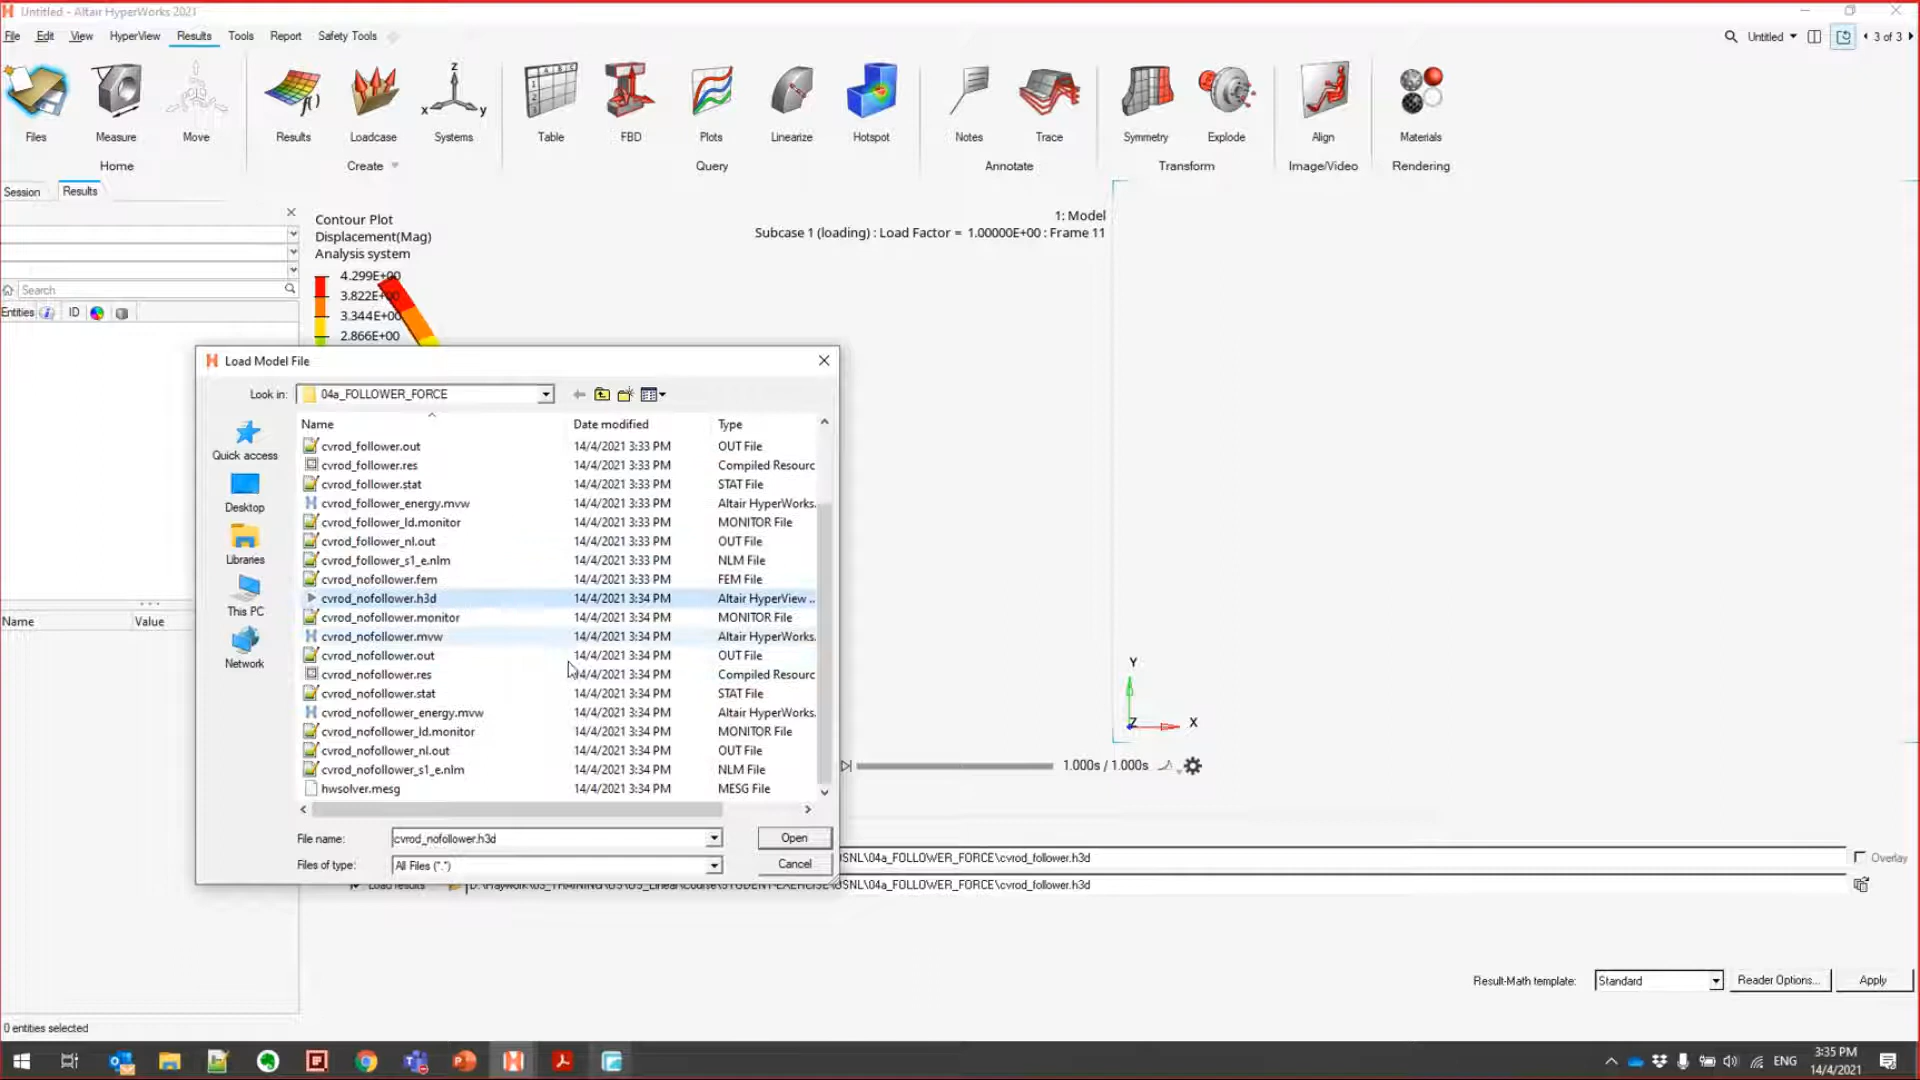 Untitled - Altair HyperWorks 2021
File Edit View HyperView Results Tools Report Safety Tools
Untitled 3 of 3
Files Measure Move Results Loadcase Systems Table FBD Plots Linearize Hotspot Notes Trace Symmetry Explode Align Materials
Home Create Query Annotate Transform Image/Video Rendering
Session Results
Search
Entities ID
Name Value
0 entities selected
Contour Plot
Displacement(Mag)
Analysis system
4.299E+00
3.822E+00
3.344E+00
2.866E+00
1: Model
Subcase 1 (loading) : Load Factor = 1.00000E+00 : Frame 11
Load Model File
Look in: 04a_FOLLOWER_FORCE
Quick access
Desktop
Libraries
This PC
Network
Name Date modified Type
cvrod_follower.out 14/4/2021 3:33 PM OUT File
cvrod_follower.res 14/4/2021 3:33 PM Compiled Resourc
cvrod_follower.stat 14/4/2021 3:33 PM STAT File
cvrod_follower_energy.mvw 14/4/2021 3:33 PM Altair HyperWorks.
cvrod_follower_ld.monitor 14/4/2021 3:33 PM MONITOR File
cvrod_follower_nl.out 14/4/2021 3:33 PM OUT File
cvrod_follower_s1_e.nlm 14/4/2021 3:33 PM NLM File
cvrod_nofollower.fem 14/4/2021 3:33 PM FEM File
cvrod_nofollower.h3d 14/4/2021 3:34 PM Altair HyperView ..
cvrod_nofollower.monitor 14/4/2021 3:34 PM MONITOR File
cvrod_nofollower.mvw 14/4/2021 3:34 PM Altair HyperWorks.
cvrod_nofollower.out 14/4/2021 3:34 PM OUT File
cvrod_nofollower.res 14/4/2021 3:34 PM Compiled Resourc
cvrod_nofollower.stat 14/4/2021 3:34 PM STAT File
cvrod_nofollower_energy.mvw 14/4/2021 3:34 PM Altair HyperWorks.
cvrod_nofollower_ld.monitor 14/4/2021 3:34 PM MONITOR File
cvrod_nofollower_nl.out 14/4/2021 3:34 PM OUT File
cvrod_nofollower_s1_e.nlm 14/4/2021 3:34 PM NLM File
hwsolver.mesg 14/4/2021 3:34 PM MESG File
File name: cvrod_nofollower.h3d Open
Files of type: All Files (*.*) Cancel
Y
Z X
1.000s / 1.000s
\04a_FOLLOWER_FORCE\cvrod_follower.h3d Overlay
Load results \04a_FOLLOWER_FORCE\cvrod_follower.h3d
Result-Math template: Standard Reader Options... Apply
ENG 3:35 PM
14/4/2021